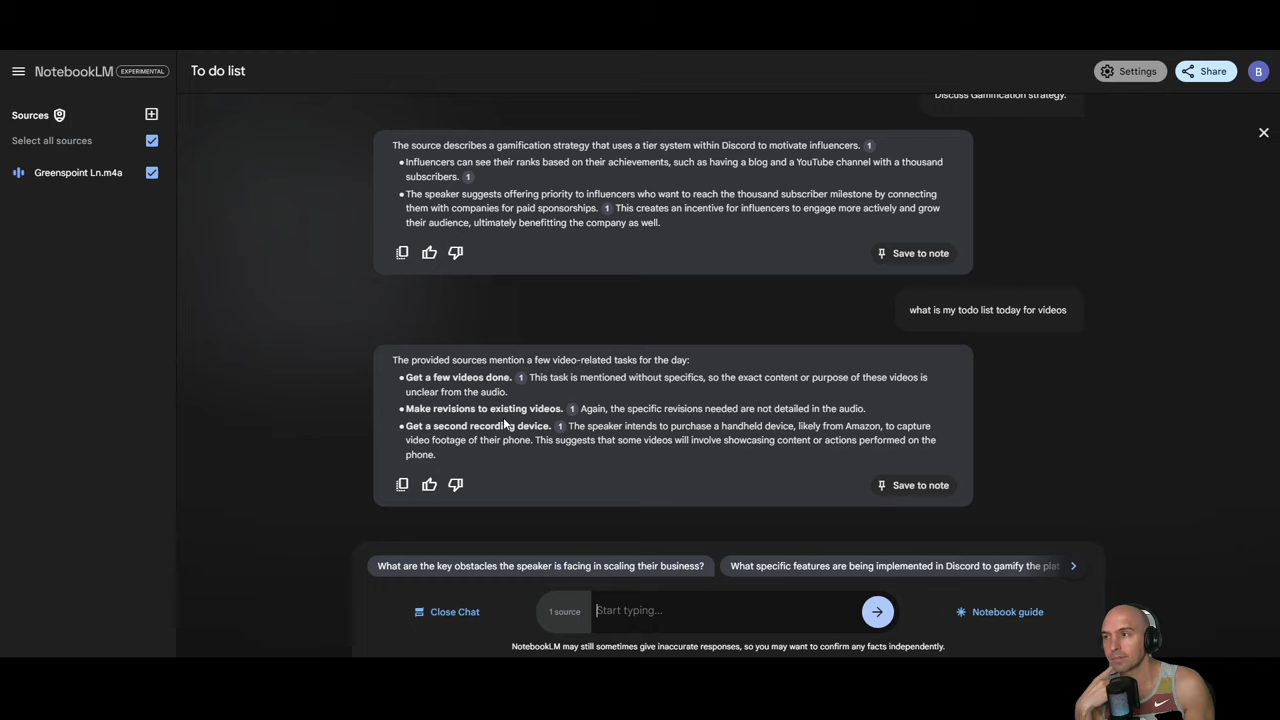 NotebookLM EXPERIMENTAL
To do list
Settings
Share
B
Sources
Select all sources
Greenspoint Ln.m4a
Discuss Gamification strategy.
The source describes a gamification strategy that uses a tier system within Discord to motivate influencers. 1
•Influencers can see their ranks based on their achievements, such as having a blog and a YouTube channel with a thousand
subscribers. 1
•The speaker suggests offering priority to influencers who want to reach the thousand subscriber milestone by connecting
them with companies for paid sponsorships. 1 This creates an incentive for influencers to engage more actively and grow
their audience, ultimately benefitting the company as well.
Save to note
what is my todo list today for videos
The provided sources mention a few video-related tasks for the day:
•Get a few videos done. 1 This task is mentioned without specifics, so the exact content or purpose of these videos is
unclear from the audio.
•Make revisions to existing videos. 1 Again, the specific revisions needed are not detailed in the audio.
•Get a second recording device. 1 The speaker intends to purchase a handheld device, likely from Amazon, to capture
video footage of their phone. This suggests that some videos will involve showcasing content or actions performed on the
phone.
Save to note
What are the key obstacles the speaker is facing in scaling their business?
What specific features are being implemented in Discord to gamify the plat
Close Chat
1 source
Start typing...
Notebook guide
NotebookLM may still sometimes give inaccurate responses, so you may want to confirm any facts independently.